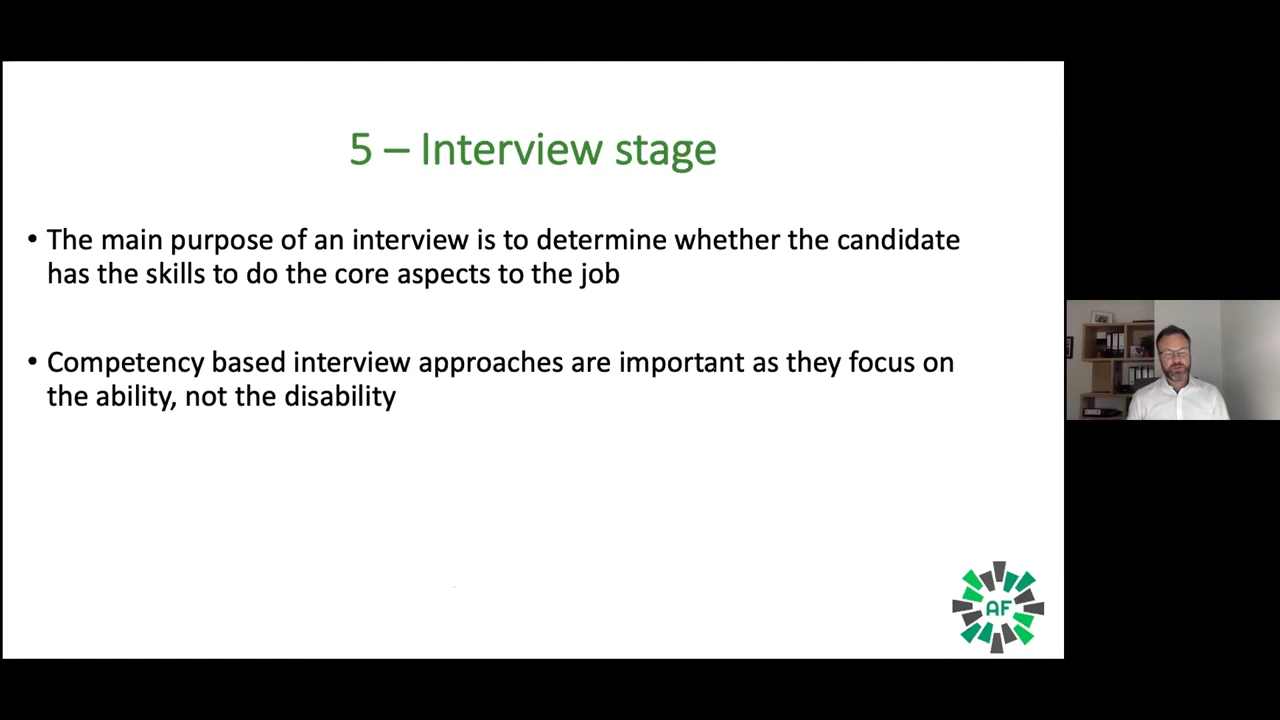 5 – Interview stage
• The main purpose of an interview is to determine whether the candidate
has the skills to do the core aspects to the job
• Competency based interview approaches are important as they focus on
the ability, not the disability
AF